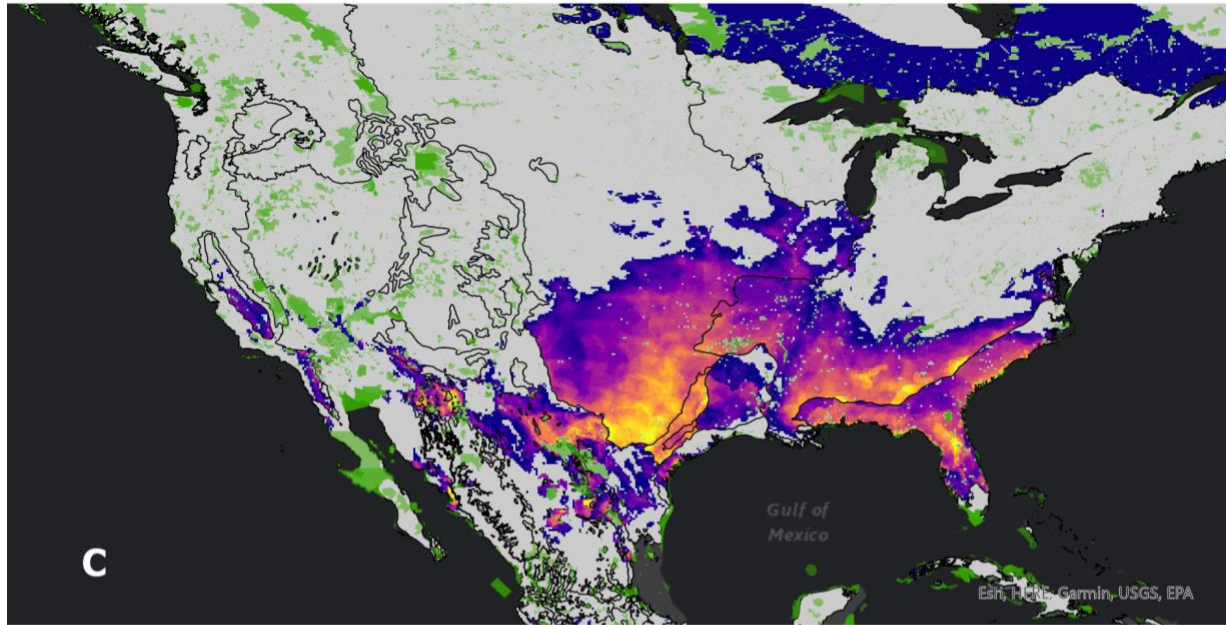 Gulf of
Mexico
C
Esri, HERE, Garmin, USGS, EPA